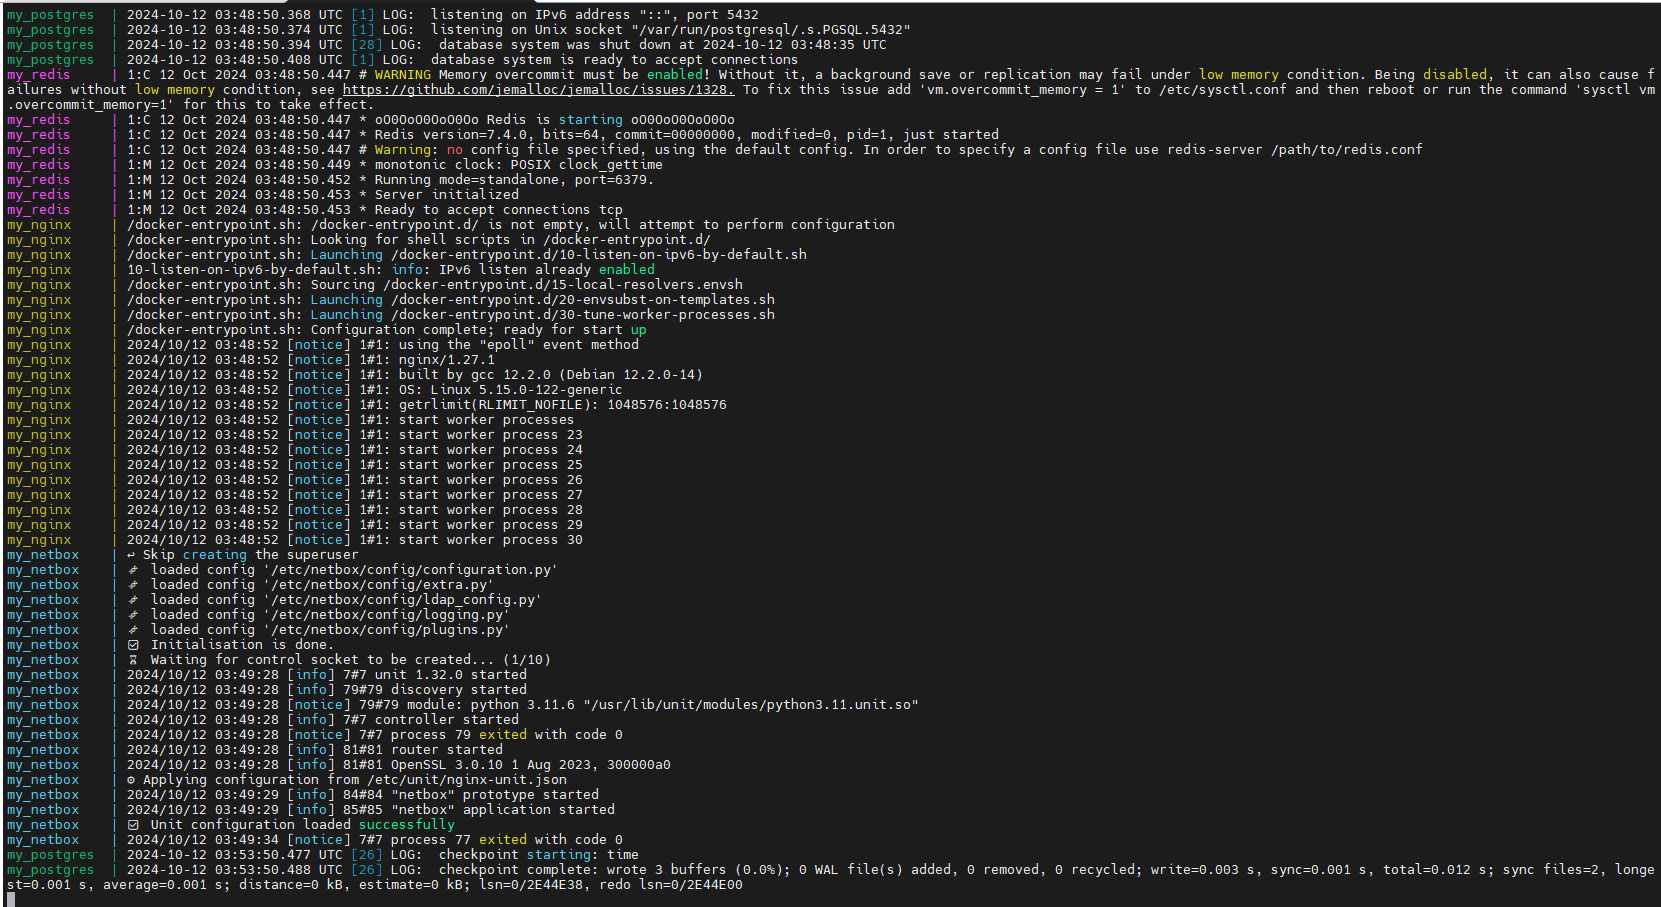 my_postgres  | 2024-10-12 03:48:50.368 UTC [1] LOG:  listening on IPv6 address "::", port 5432
my_postgres  | 2024-10-12 03:48:50.374 UTC [1] LOG:  listening on Unix socket "/var/run/postgresql/.s.PGSQL.5432"
my_postgres  | 2024-10-12 03:48:50.394 UTC [28] LOG:  database system was shut down at 2024-10-12 03:48:35 UTC
my_postgres  | 2024-10-12 03:48:50.408 UTC [1] LOG:  database system is ready to accept connections
my_redis     | 1:C 12 Oct 2024 03:48:50.447 # WARNING Memory overcommit must be enabled! Without it, a background save or replication may fail under low memory condition. Being disabled, it can also cause f
ailures without low memory condition, see https://github.com/jemalloc/jemalloc/issues/1328. To fix this issue add 'vm.overcommit_memory = 1' to /etc/sysctl.conf and then reboot or run the command 'sysctl vm
.overcommit_memory=1' for this to take effect.
my_redis     | 1:C 12 Oct 2024 03:48:50.447 * oO0OoO0OoO0Oo Redis is starting oO0OoO0OoO0Oo
my_redis     | 1:C 12 Oct 2024 03:48:50.447 * Redis version=7.4.0, bits=64, commit=00000000, modified=0, pid=1, just started
my_redis     | 1:C 12 Oct 2024 03:48:50.447 # Warning: no config file specified, using the default config. In order to specify a config file use redis-server /path/to/redis.conf
my_redis     | 1:M 12 Oct 2024 03:48:50.449 * monotonic clock: POSIX clock_gettime
my_redis     | 1:M 12 Oct 2024 03:48:50.452 * Running mode=standalone, port=6379.
my_redis     | 1:M 12 Oct 2024 03:48:50.453 * Server initialized
my_redis     | 1:M 12 Oct 2024 03:48:50.453 * Ready to accept connections tcp
my_nginx     | /docker-entrypoint.sh: /docker-entrypoint.d/ is not empty, will attempt to perform configuration
my_nginx     | /docker-entrypoint.sh: Looking for shell scripts in /docker-entrypoint.d/
my_nginx     | /docker-entrypoint.sh: Launching /docker-entrypoint.d/10-listen-on-ipv6-by-default.sh
my_nginx     | 10-listen-on-ipv6-by-default.sh: info: IPv6 listen already enabled
my_nginx     | /docker-entrypoint.sh: Sourcing /docker-entrypoint.d/15-local-resolvers.envsh
my_nginx     | /docker-entrypoint.sh: Launching /docker-entrypoint.d/20-envsubst-on-templates.sh
my_nginx     | /docker-entrypoint.sh: Launching /docker-entrypoint.d/30-tune-worker-processes.sh
my_nginx     | /docker-entrypoint.sh: Configuration complete; ready for start up
my_nginx     | 2024/10/12 03:48:52 [notice] 1#1: using the "epoll" event method
my_nginx     | 2024/10/12 03:48:52 [notice] 1#1: nginx/1.27.1
my_nginx     | 2024/10/12 03:48:52 [notice] 1#1: built by gcc 12.2.0 (Debian 12.2.0-14)
my_nginx     | 2024/10/12 03:48:52 [notice] 1#1: OS: Linux 5.15.0-122-generic
my_nginx     | 2024/10/12 03:48:52 [notice] 1#1: getrlimit(RLIMIT_NOFILE): 1048576:1048576
my_nginx     | 2024/10/12 03:48:52 [notice] 1#1: start worker processes
my_nginx     | 2024/10/12 03:48:52 [notice] 1#1: start worker process 23
my_nginx     | 2024/10/12 03:48:52 [notice] 1#1: start worker process 24
my_nginx     | 2024/10/12 03:48:52 [notice] 1#1: start worker process 25
my_nginx     | 2024/10/12 03:48:52 [notice] 1#1: start worker process 26
my_nginx     | 2024/10/12 03:48:52 [notice] 1#1: start worker process 27
my_nginx     | 2024/10/12 03:48:52 [notice] 1#1: start worker process 28
my_nginx     | 2024/10/12 03:48:52 [notice] 1#1: start worker process 29
my_nginx     | 2024/10/12 03:48:52 [notice] 1#1: start worker process 30
my_netbox    | ↩ Skip creating the superuser
my_netbox    | 🧬 loaded config '/etc/netbox/config/configuration.py'
my_netbox    | 🧬 loaded config '/etc/netbox/config/extra.py'
my_netbox    | 🧬 loaded config '/etc/netbox/config/ldap_config.py'
my_netbox    | 🧬 loaded config '/etc/netbox/config/logging.py'
my_netbox    | 🧬 loaded config '/etc/netbox/config/plugins.py'
my_netbox    | ☑ Initialisation is done.
my_netbox    | ⏳ Waiting for control socket to be created... (1/10)
my_netbox    | 2024/10/12 03:49:28 [info] 7#7 unit 1.32.0 started
my_netbox    | 2024/10/12 03:49:28 [info] 79#79 discovery started
my_netbox    | 2024/10/12 03:49:28 [notice] 79#79 module: python 3.11.6 "/usr/lib/unit/modules/python3.11.unit.so"
my_netbox    | 2024/10/12 03:49:28 [info] 7#7 controller started
my_netbox    | 2024/10/12 03:49:28 [notice] 7#7 process 79 exited with code 0
my_netbox    | 2024/10/12 03:49:28 [info] 81#81 router started
my_netbox    | 2024/10/12 03:49:28 [info] 81#81 OpenSSL 3.0.10 1 Aug 2023, 300000a0
my_netbox    | ⚙ Applying configuration from /etc/unit/nginx-unit.json
my_netbox    | 2024/10/12 03:49:29 [info] 84#84 "netbox" prototype started
my_netbox    | 2024/10/12 03:49:29 [info] 85#85 "netbox" application started
my_netbox    | ☑ Unit configuration loaded successfully
my_netbox    | 2024/10/12 03:49:34 [notice] 7#7 process 77 exited with code 0
my_postgres  | 2024-10-12 03:53:50.477 UTC [26] LOG:  checkpoint starting: time
my_postgres  | 2024-10-12 03:53:50.488 UTC [26] LOG:  checkpoint complete: wrote 3 buffers (0.0%); 0 WAL file(s) added, 0 removed, 0 recycled; write=0.003 s, sync=0.001 s, total=0.012 s; sync files=2, longe
st=0.001 s, average=0.001 s; distance=0 kB, estimate=0 kB; lsn=0/2E44E38, redo lsn=0/2E44E00